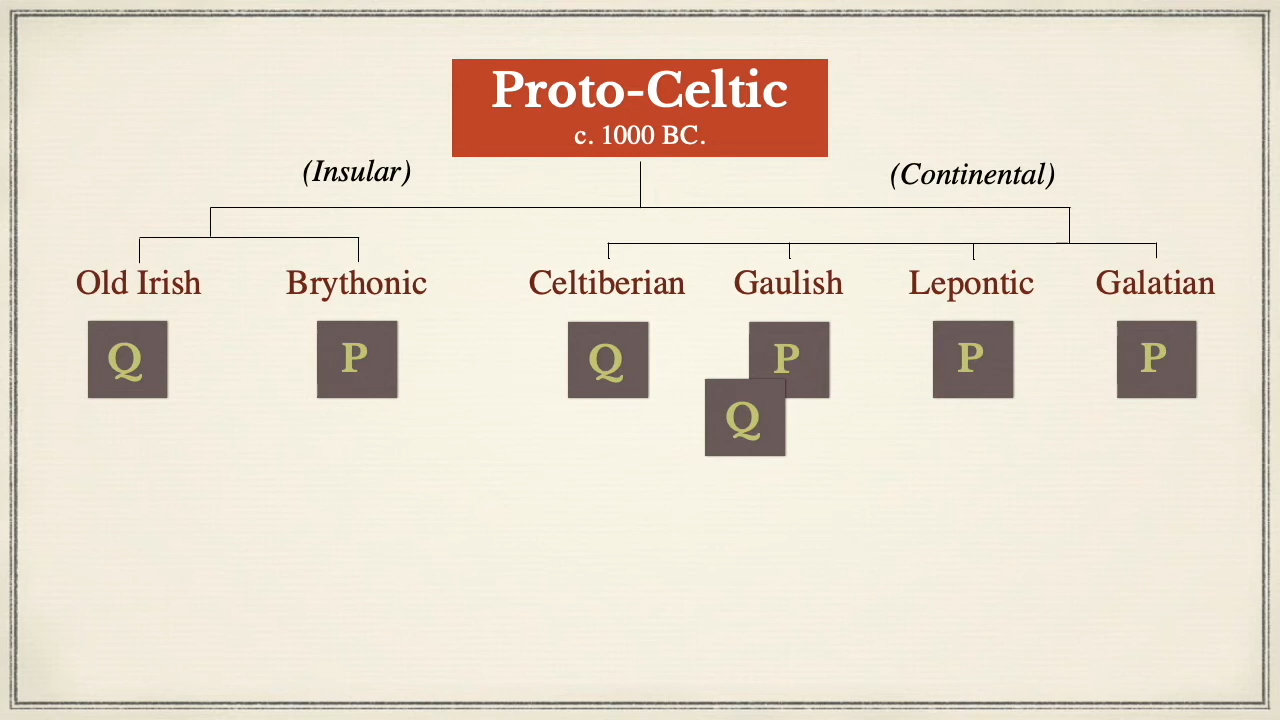 Proto-Celtic
c. 1000 BC.
(Insular)
(Continental)
Old Irish
Brythonic
Celtiberian
Gaulish
Lepontic
Galatian
Q
P
Q
P
P
P
Q